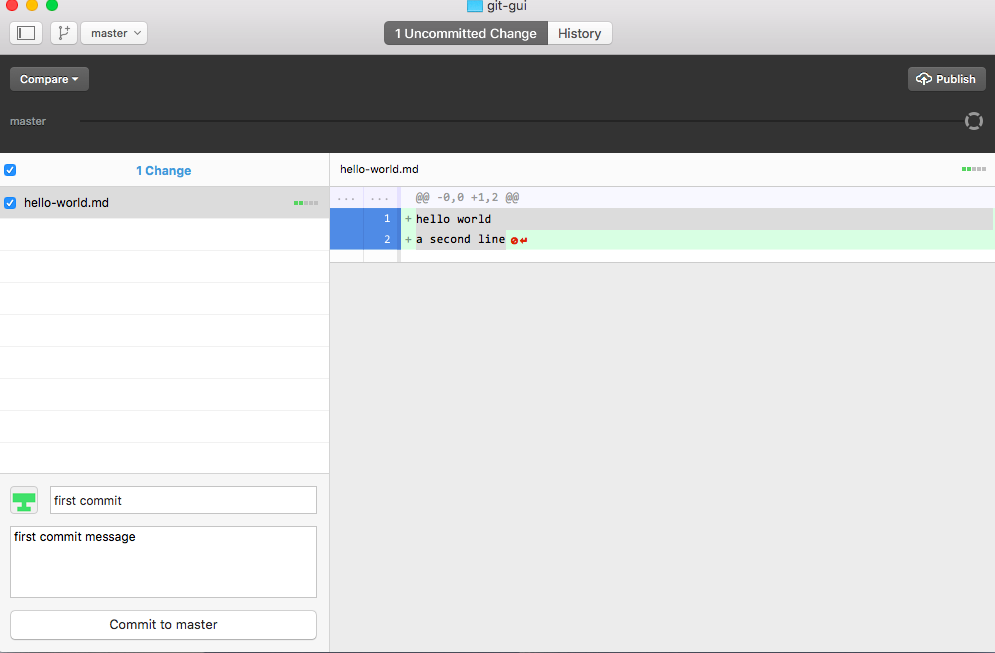 git-gui
master
1 Uncommitted Change
History
Compare
Publish
master
1 Change
hello-world.md
hello-world.md
... ... @@ -0,0 +1,2 @@
1 +hello world
2 +a second line
first commit
first commit message
Commit to master